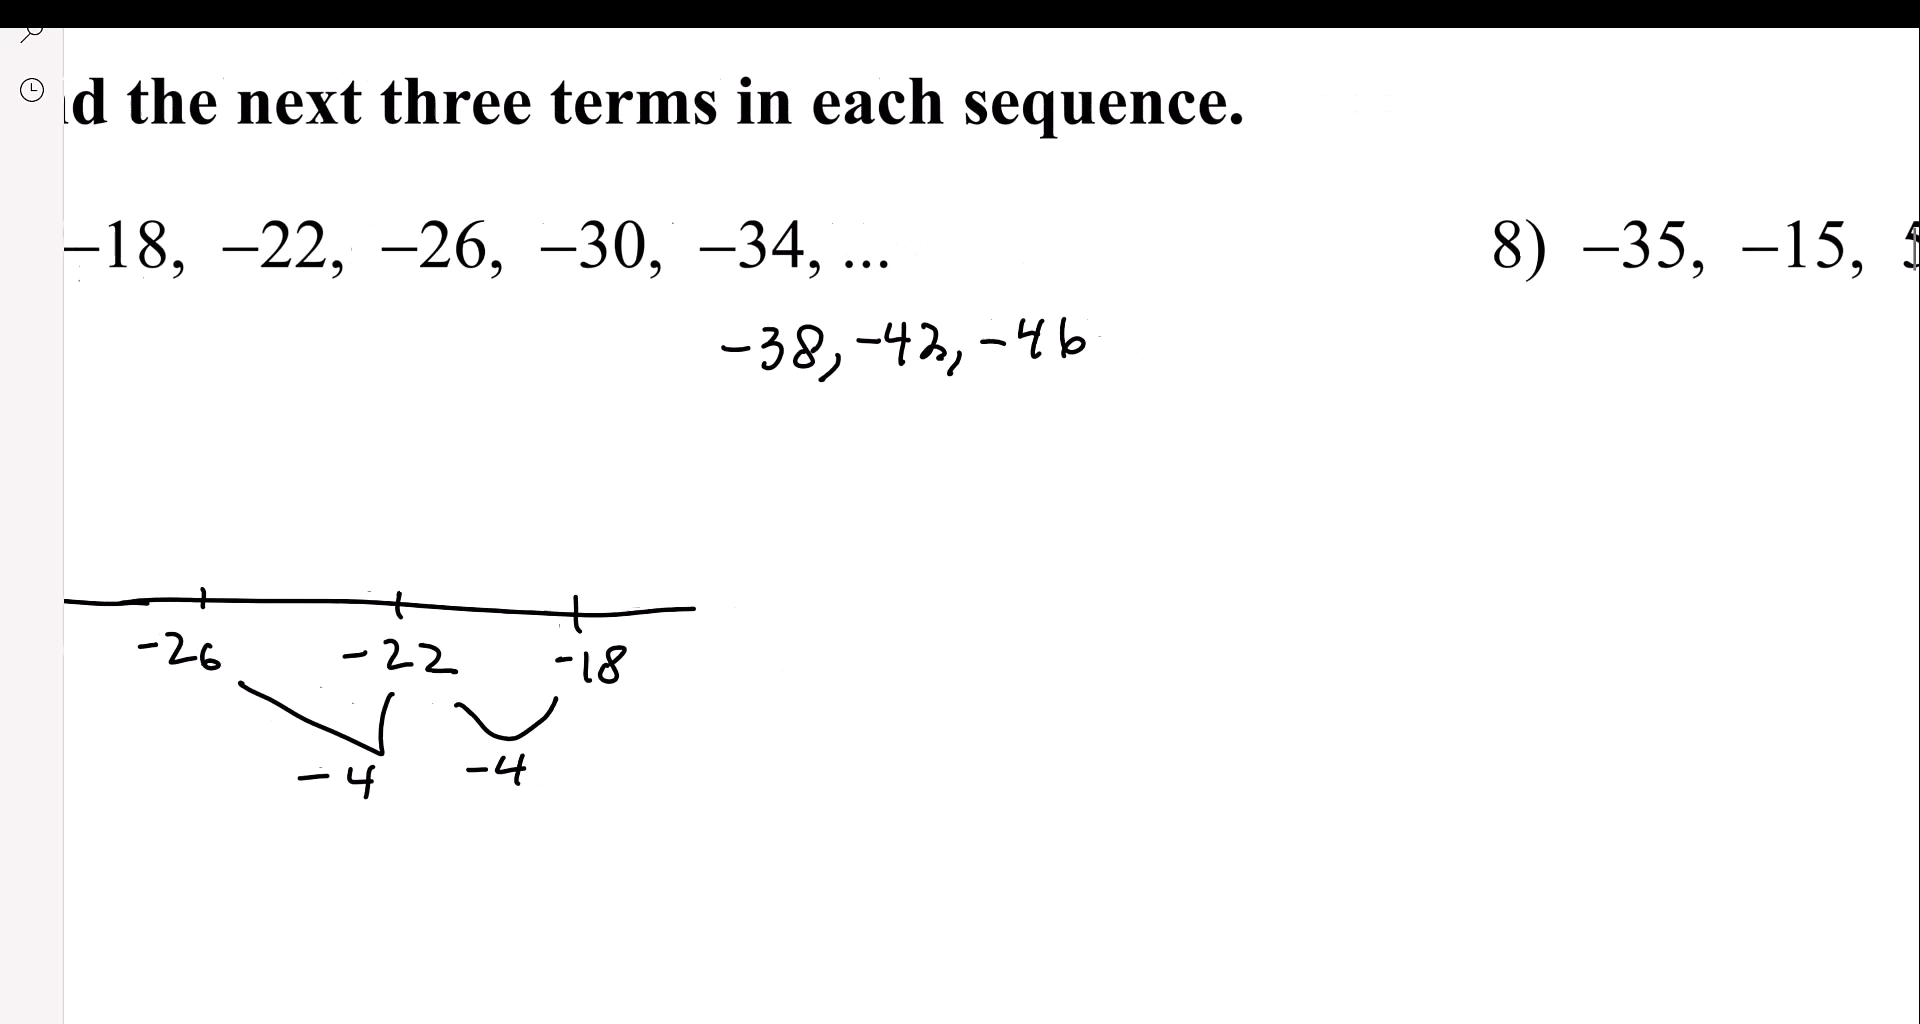 d the next three terms in each sequence.
–18, –22, –26, –30, –34, ...
8) –35, –15,
-38, -42, -46
-26 -22 -18
-4 -4